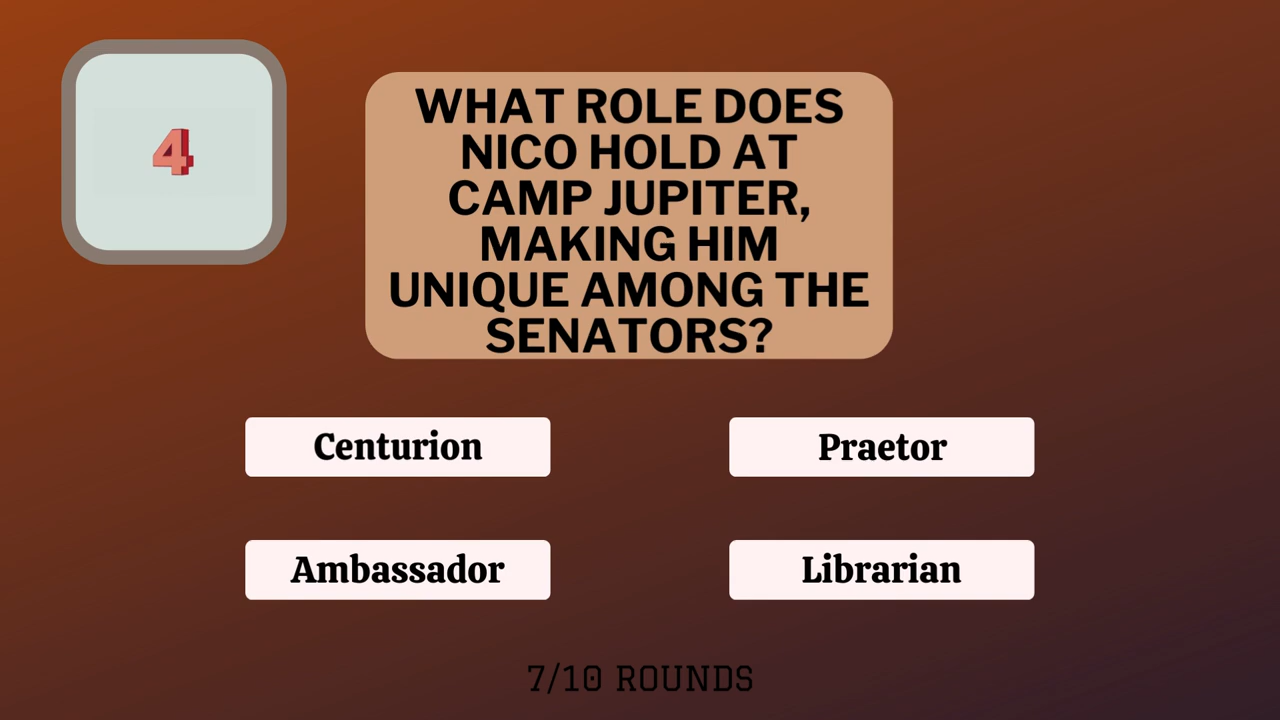 4
WHAT ROLE DOES
NICO HOLD AT
CAMP JUPITER,
MAKING HIM
UNIQUE AMONG THE
SENATORS?
Centurion
Praetor
Ambassador
Librarian
7/10 ROUNDS